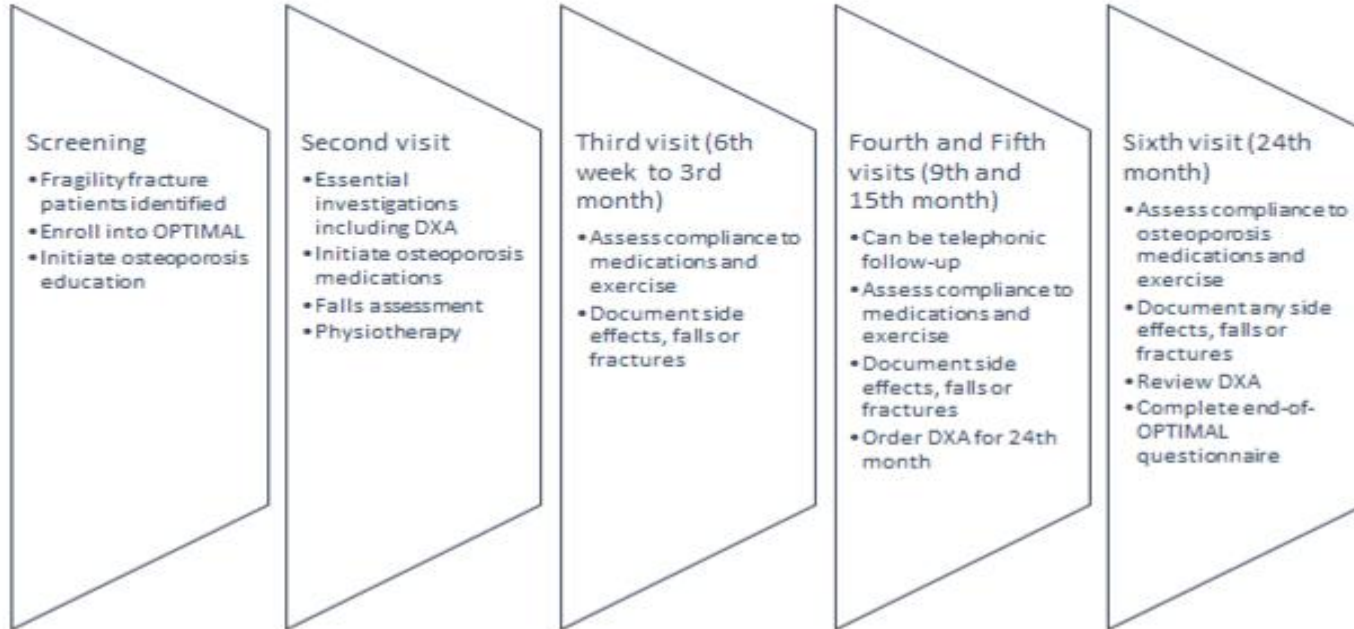 Screening
•Fragility fracture
patients identified
•Enroll into OPTIMAL
•Initiate osteoporosis
education
Second visit
•Essential
investigations
including DXA
•Initiate osteoporosis
medications
•Falls assessment
•Physiotherapy
Third visit (6th
week to 3rd
month)
•Assess compliance to
medications and
exercise
•Document side
effects, falls or
fractures
Fourth and Fifth
visits (9th and
15th month)
•Can be telephonic
follow-up
•Assess compliance to
medications and
exercise
•Document side
effects, falls or
fractures
•Order DXA for 24th
month
Sixth visit (24th
month)
•Assess compliance to
osteoporosis
medications and
exercise
•Document any side
effects, falls or
fractures
•Review DXA
•Complete end-of-
OPTIMAL
questionnaire